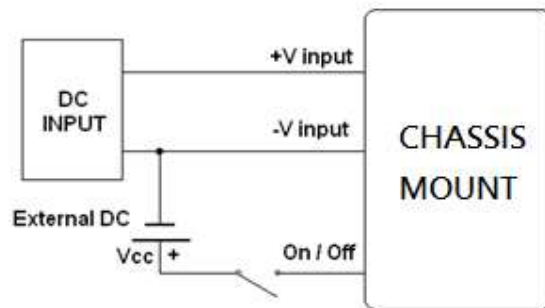 +V input
DC
INPUT
-V input
CHASSIS
MOUNT
External DC
Vcc +
On / Off